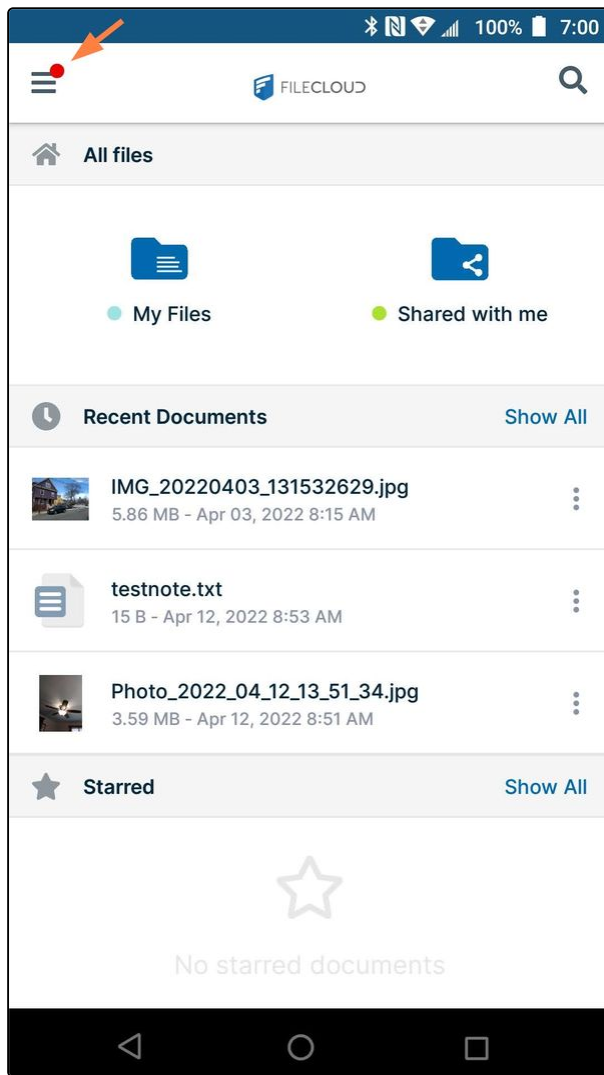 100% 7:00
FILECLOUD
All files
My Files Shared with me
Recent Documents Show All
IMG_20220403_131532629.jpg
5.86 MB - Apr 03, 2022 8:15 AM
testnote.txt
15 B - Apr 12, 2022 8:53 AM
Photo_2022_04_12_13_51_34.jpg
3.59 MB - Apr 12, 2022 8:51 AM
Starred Show All
No starred documents